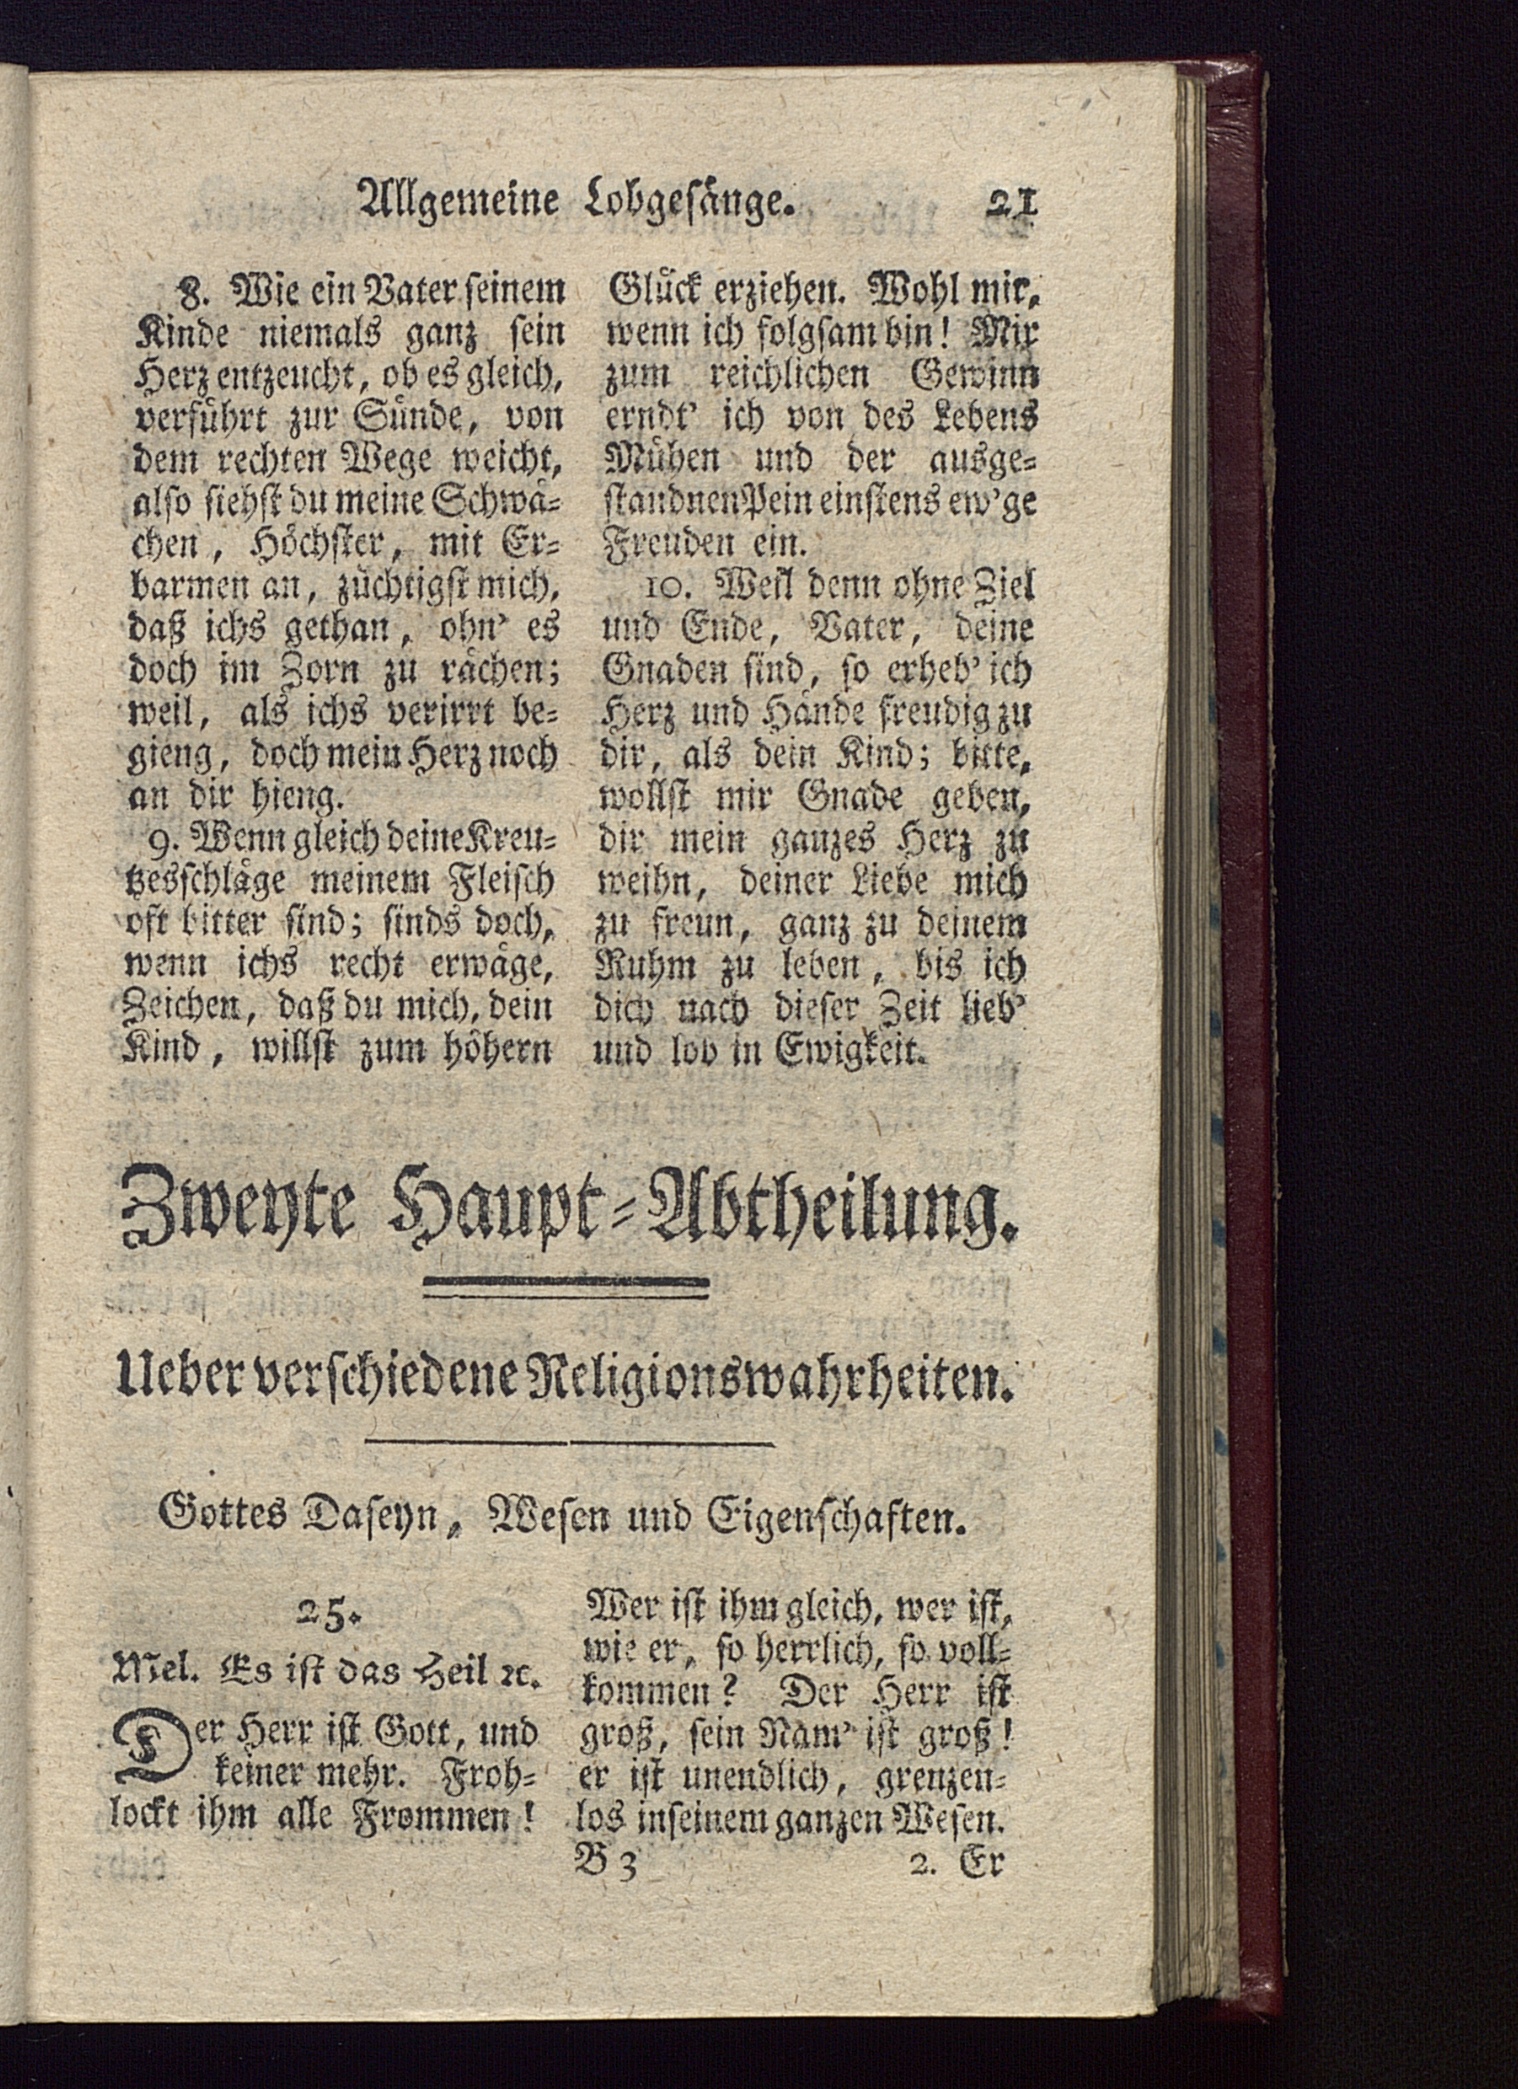 Allgemeine Lobgesänge. 21
8. Wie ein Vater seinem
Kinde niemals ganz sein
Herz entzeucht, ob es gleich,
verführt zur Sünde, von
dem rechten Wege weicht,
also siehst du meine Schwä-
chen, Höchster, mit Er-
barmen an, züchtigst mich,
daß ichs gethan, ohn' es
doch im Zorn zu rächen;
weil, als ichs verirrt be-
gieng, doch mein Herz noch
an dir hieng.
9. Wenn gleich deine Kreu-
tzesschläge meinem Fleisch
oft bitter sind; sinds doch,
wenn ichs recht erwäge,
Zeichen, daß du mich, dein
Kind, willst zum höhern
Glück erziehen. Wohl mir,
wenn ich folgsam bin! Mir
zum reichlichen Gewinn
erndt' ich von des Lebens
Mühen und der ausge-
standnen Pein einstens ew'ge
Freuden ein.
10. Weil denn ohne Ziel
und Ende, Vater, deine
Gnaden sind, so erheb' ich
Herz und Hände freudig zu
dir, als dein Kind; bitte,
wollst mir Gnade geben,
dir mein ganzes Herz zu
weihn, deiner Liebe mich
zu freun, ganz zu deinem
Ruhm zu leben, bis ich
dich nach dieser Zeit lieb'
und lob in Ewigkeit.
Zweyte Haupt-Abtheilung.
Ueber verschiedene Religionswahrheiten.
Gottes Daseyn, Wesen und Eigenschaften.
25.
Mel. Es ist das Heil ꝛc.
Der Herr ist Gott, und
keiner mehr. Froh-
lockt ihm alle Frommen!
Wer ist ihm gleich, wer ist,
wie er, so herrlich, so voll-
kommen? Der Herr ist
groß, sein Nam' ist groß!
er ist unendlich, grenzen-
los in seinem ganzen Wesen.
B 3 2. Er